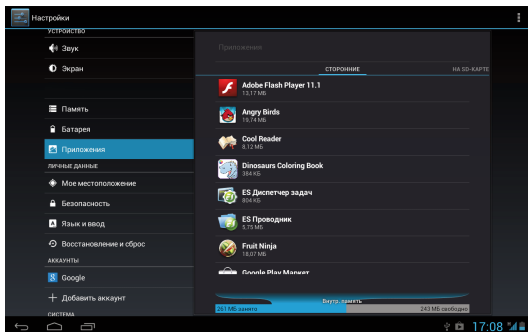 Настройки
УСТРОЙСТВО
Звук
Экран
Память
Батарея
Приложения
ЛИЧНЫЕ ДАННЫЕ
Мое местоположение
Безопасность
Язык и ввод
Восстановление и сброс
АККАУНТЫ
Google
Добавить аккаунт
СИСТЕМА
Приложения
СТОРОННИЕ
НА SD-КАРТЕ
Adobe Flash Player 11.1
13,17 МБ
Angry Birds
19,74 МБ
Cool Reader
8,12 МБ
Dinosaurs Coloring Book
384 КБ
ES Диспетчер задач
804 КБ
ES Проводник
5,75 МБ
Fruit Ninja
18,07 МБ
Google Play Маркет
Внутр. память
261 МБ занято
243 МБ свободно
17:08